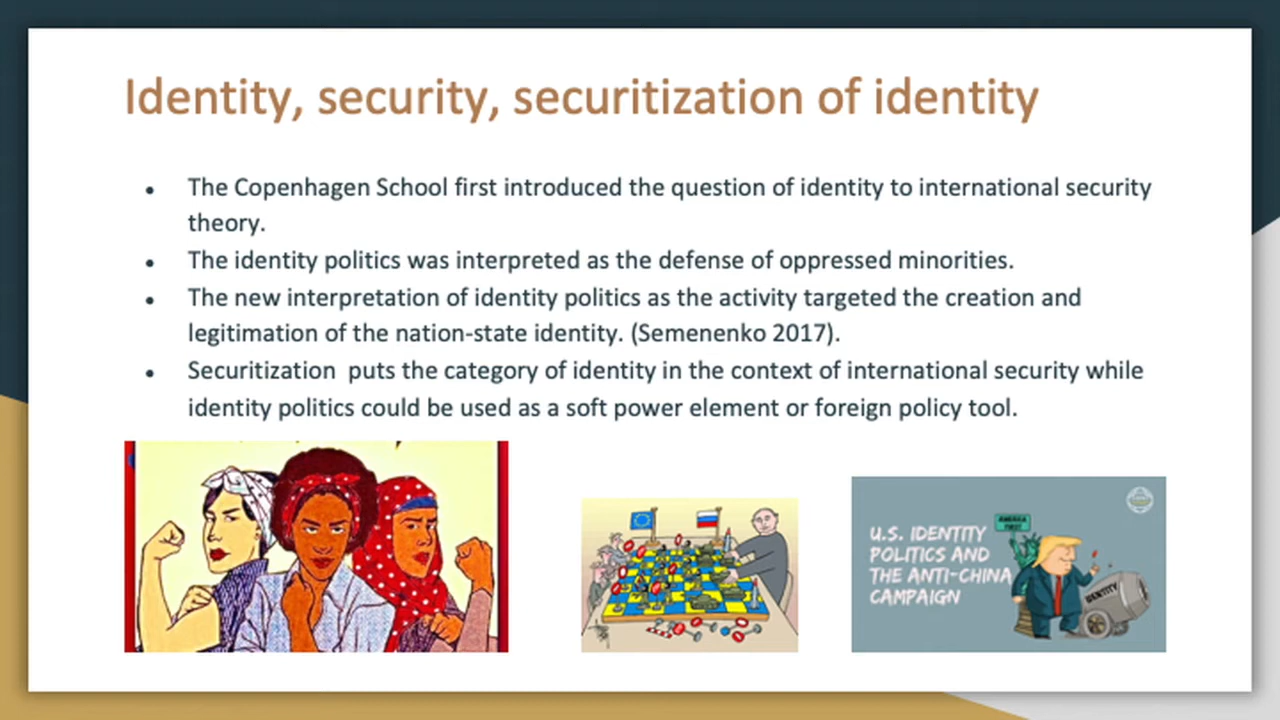 Identity, security, securitization of identity
• The Copenhagen School first introduced the question of identity to international security
theory.
• The identity politics was interpreted as the defense of oppressed minorities.
• The new interpretation of identity politics as the activity targeted the creation and
legitimation of the nation-state identity. (Semenenko 2017).
• Securitization  puts the category of identity in the context of international security while
identity politics could be used as a soft power element or foreign policy tool.
U.S. IDENTITY
POLITICS AND
THE ANTI-CHINA
CAMPAIGN
AMERICA
FIRST
IDENTITY